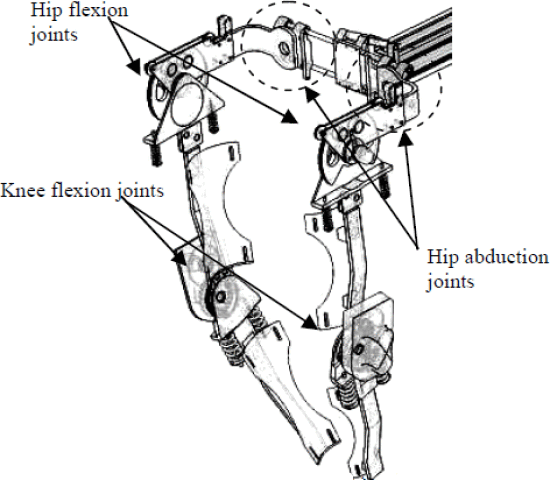 Hip flexion
joints
Knee flexion joints
Hip abduction
joints